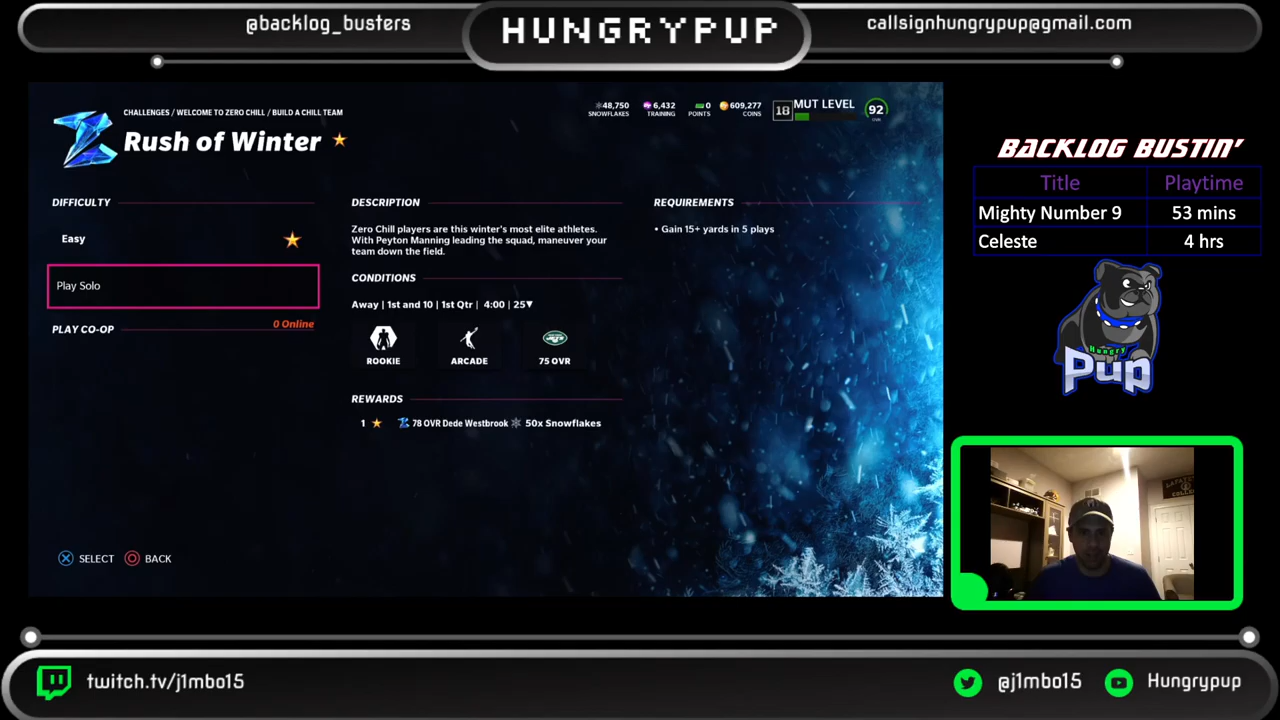 @backlog_busters
HUNGRYPUP
callsignhungrypup@gmail.com
CHALLENGES / WELCOME TO ZERO CHILL / BUILD A CHILL TEAM
Rush of Winter
48,750
SNOWFLAKES
6,432
TRAINING
0
POINTS
609,277
COINS
18
MUT LEVEL
92
OVR
DIFFICULTY
Easy
Play Solo
PLAY CO-OP
0 Online
DESCRIPTION
Zero Chill players are this winter's most elite athletes.
With Peyton Manning leading the squad, maneuver your
team down the field.
CONDITIONS
Away | 1st and 10 | 1st Qtr | 4:00 | 25▼
ROOKIE
ARCADE
75 OVR
REWARDS
1 78 OVR Dede Westbrook 50x Snowflakes
REQUIREMENTS
• Gain 15+ yards in 5 plays
SELECT BACK
BACKLOG BUSTIN'
Title Playtime
Mighty Number 9 53 mins
Celeste 4 hrs
Hungry
Pup
twitch.tv/j1mbo15
@j1mbo15
Hungrypup